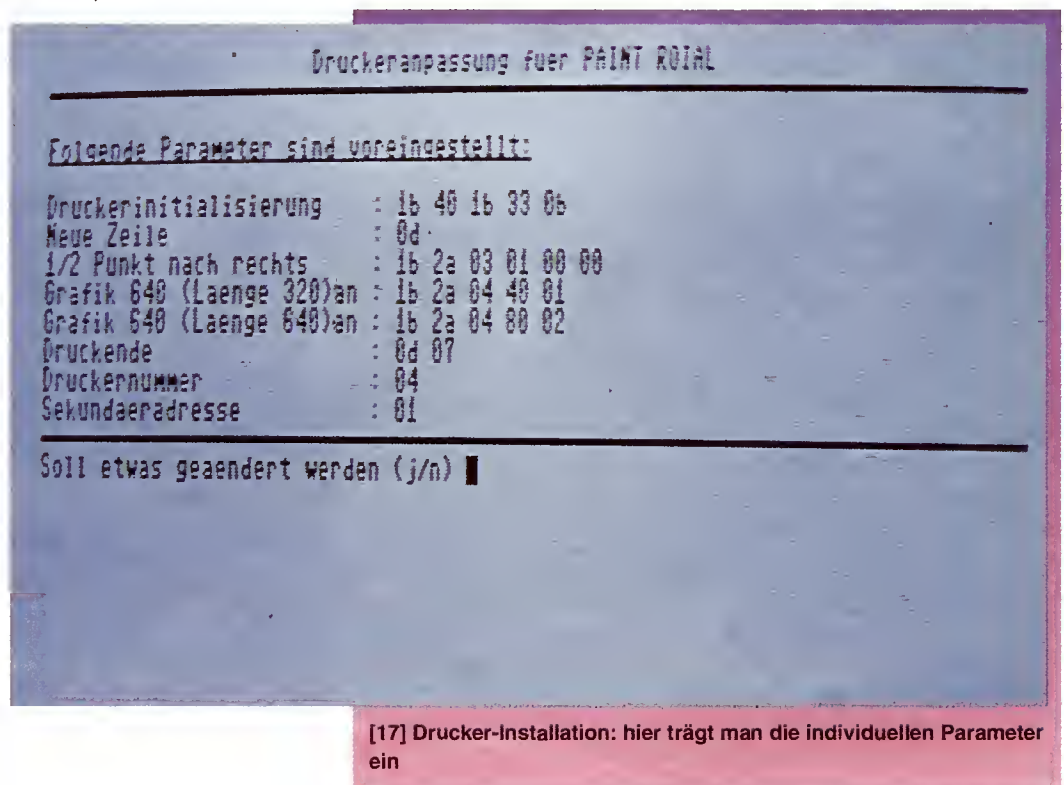 Druckeranpassung fuer PAINT ROIAL
Folgende Parameter sind voreingestellt:
Druckerinitialisierung : 1b 40 1b 33 0b
Neue Zeile : 0d
1/2 Punkt nach rechts : 1b 2a 03 01 00 00
Grafik 640 (Laenge 320)an : 1b 2a 04 40 01
Grafik 640 (Laenge 640)an : 1b 2a 04 80 02
Druckende : 0d 07
Druckernummer : 04
Sekundaeradresse : 01
Soll etwas geaendert werden (j/n)
[17] Drucker-Installation: hier trägt man die individuellen Parameter
ein